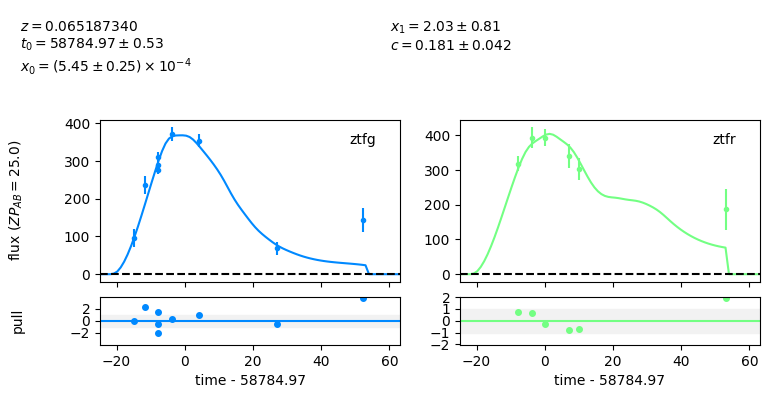 z = 0.065187340
t₀ = 58784.97 ± 0.53
x₀ = (5.45 ± 0.25) × 10⁻⁴
x₁ = 2.03 ± 0.81
c = 0.181 ± 0.042
flux (ZP_AB = 25.0)
400
300
200
100
0
ztfg
400
300
200
100
0
ztfr
pull
2
0
−2
−20
0
20
40
60
time - 58784.97
2
1
0
−1
−2
−20
0
20
40
60
time - 58784.97